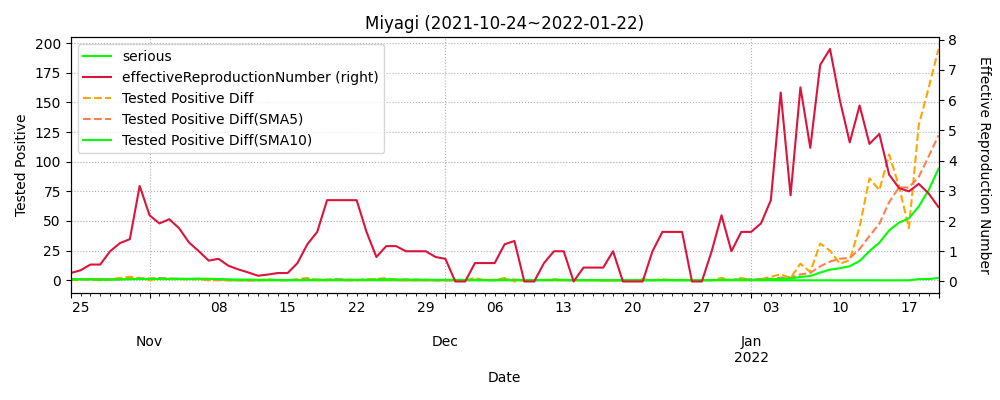 Miyagi (2021-10-24~2022-01-22)
serious
effectiveReproductionNumber (right)
Tested Positive Diff
Tested Positive Diff(SMA5)
Tested Positive Diff(SMA10)
Tested Positive
200
175
150
125
100
75
50
25
0
Effective Reproduction Number
8
7
6
5
4
3
2
1
0
25 08 15 22 29 06 13 20 27 03 10 17
Nov Dec Jan
2022
Date